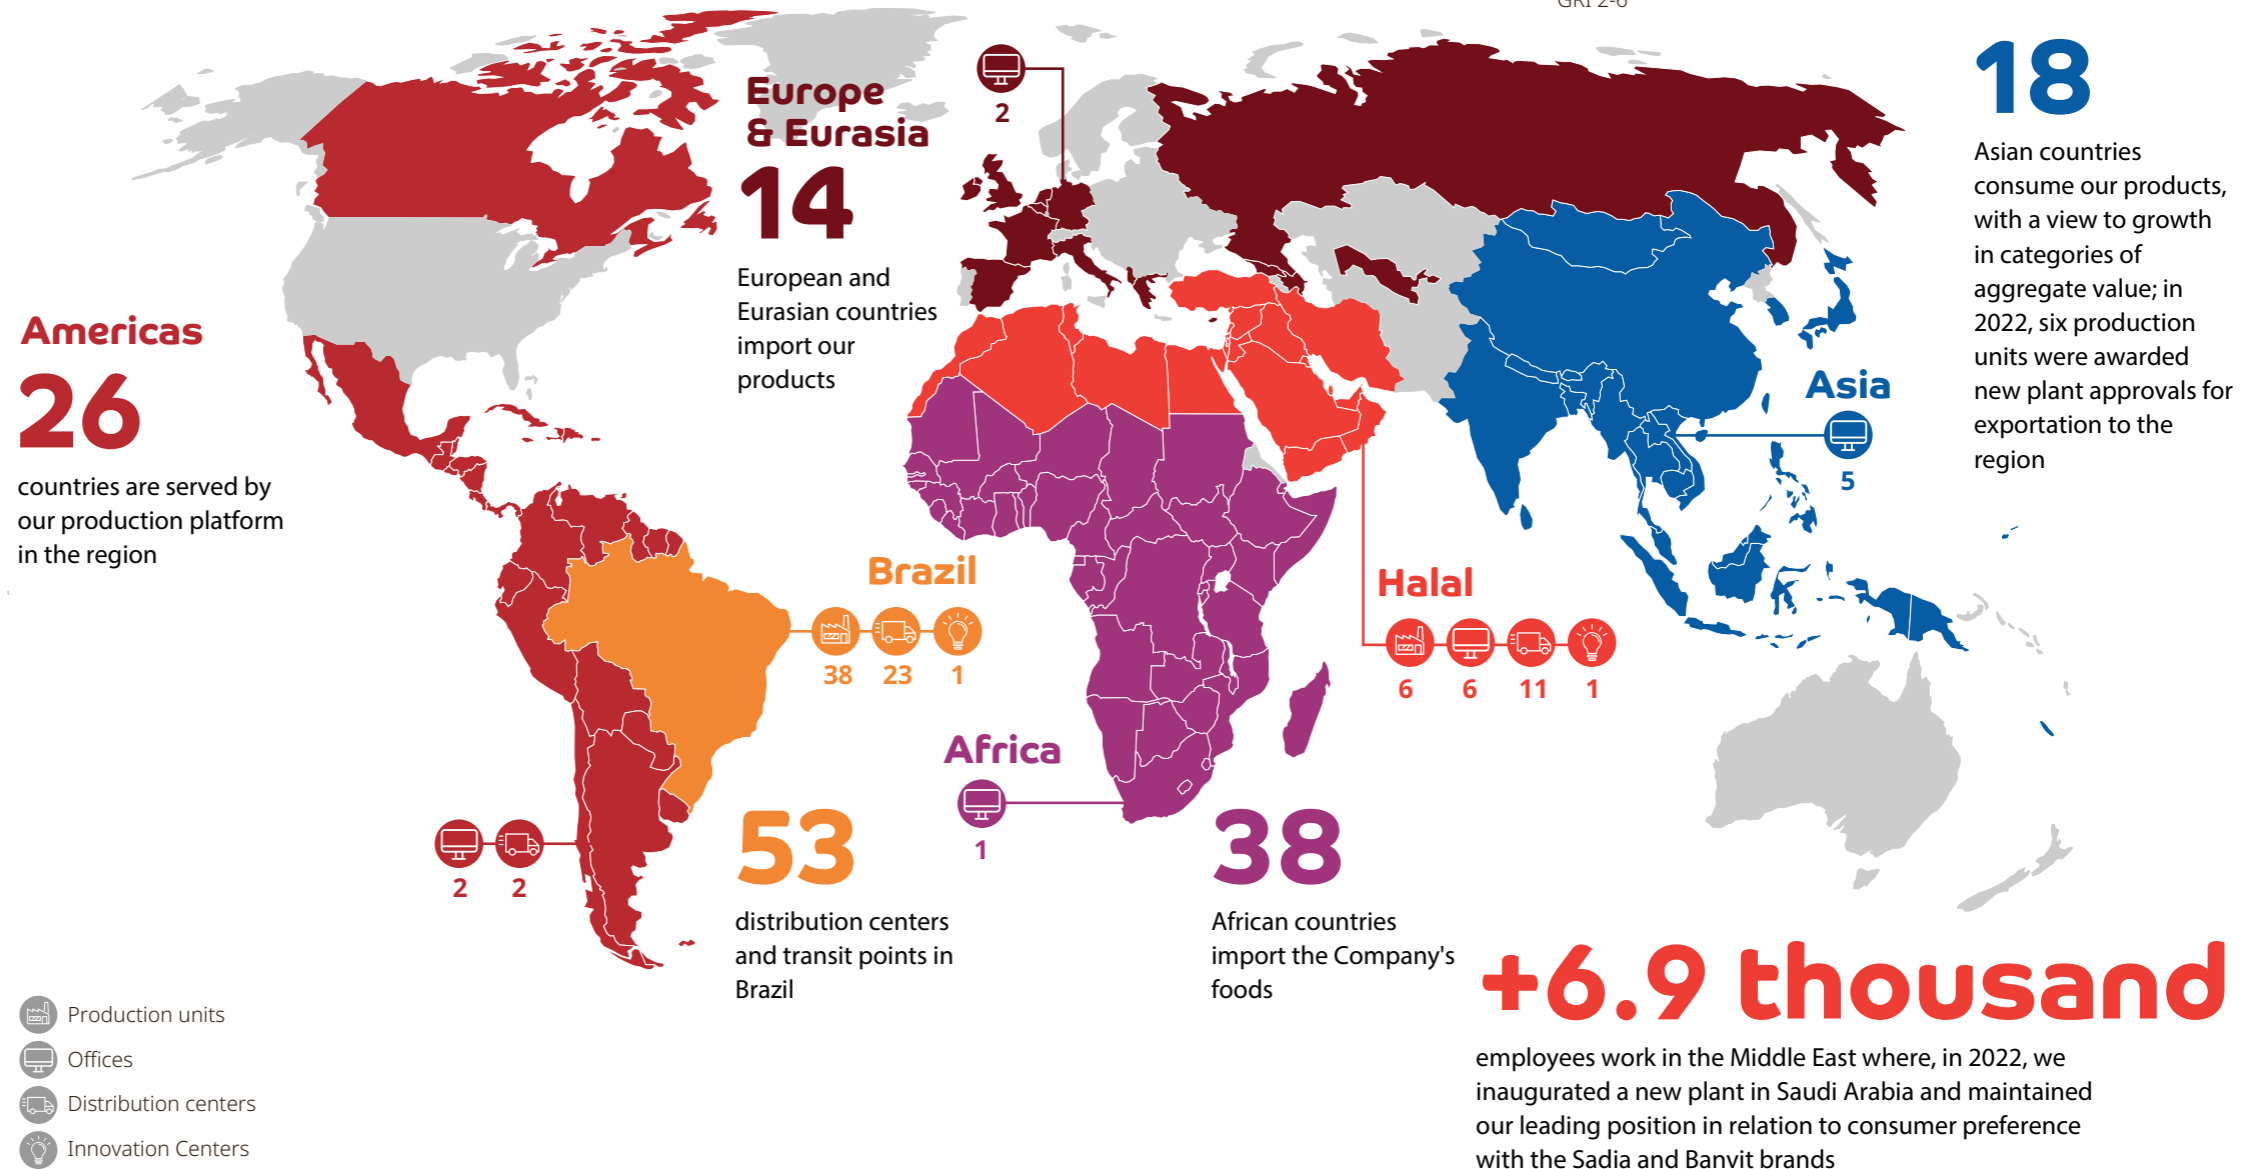 GRI 2-6
Europe
& Eurasia
14
European and
Eurasian countries
import our
products
2
18
Asian countries
consume our products,
with a view to growth
in categories of
aggregate value; in
2022, six production
units were awarded
new plant approvals for
exportation to the
region
Asia
5
Americas
26
countries are served by
our production platform
in the region
2 2
Brazil
38 23 1
53
distribution centers
and transit points in
Brazil
Halal
6 6 11 1
Africa
1
38
African countries
import the Company's
foods
+6.9 thousand
employees work in the Middle East where, in 2022, we
inaugurated a new plant in Saudi Arabia and maintained
our leading position in relation to consumer preference
with the Sadia and Banvit brands
Production units
Offices
Distribution centers
Innovation Centers